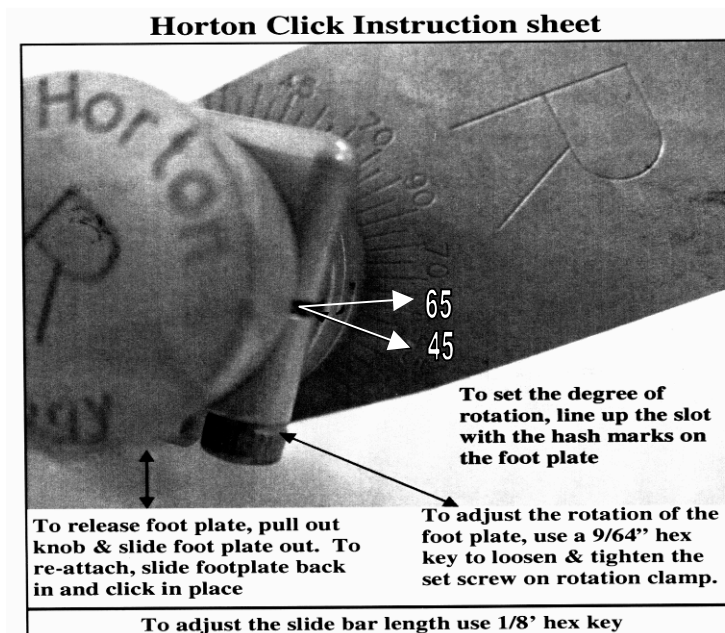 Horton Click Instruction sheet
Horton
R
45
70
90
70
R
65
45
To set the degree of
rotation, line up the slot
with the hash marks on
the foot plate
To release foot plate, pull out
knob & slide foot plate out. To
re-attach, slide footplate back
in and click in place
To adjust the rotation of the
foot plate, use a 9/64” hex
key to loosen & tighten the
set screw on rotation clamp.
To adjust the slide bar length use 1/8’ hex key